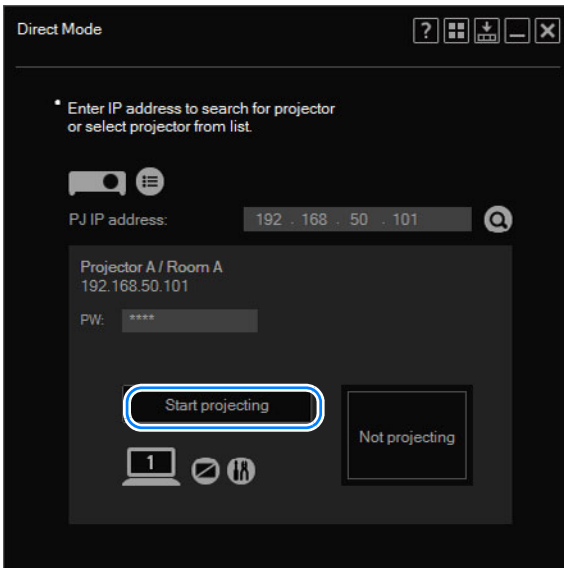 Direct Mode
?
Enter IP address to search for projector
or select projector from list.
PJ IP address: 192 . 168 . 50 . 101
Projector A / Room A
192.168.50.101
PW: ****
Start projecting
Not projecting
1